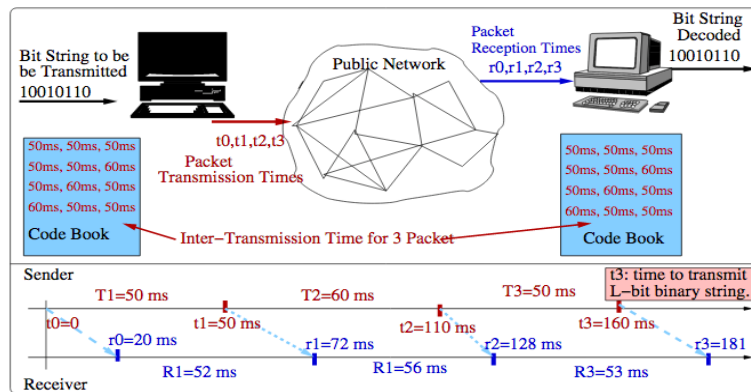 Bit String to be
be Transmitted
10010110
Public Network
Packet
Reception Times
r0,r1,r2,r3
Bit String
Decoded
10010110
t0,t1,t2,t3
Packet
Transmission Times
50ms, 50ms, 50ms
50ms, 50ms, 60ms
50ms, 60ms, 50ms
60ms, 50ms, 50ms
Code Book
Inter-Transmission Time for 3 Packet
50ms, 50ms, 50ms
50ms, 50ms, 60ms
50ms, 60ms, 50ms
60ms, 50ms, 50ms
Code Book
Sender
t3: time to transmit
L-bit binary string.
T1=50 ms
T2=60 ms
T3=50 ms
t0=0
t1=50 ms
t2=110 ms
t3=160 ms
r0=20 ms
r1=72 ms
r2=128 ms
r3=181
R1=52 ms
R1=56 ms
R3=53 ms
Receiver